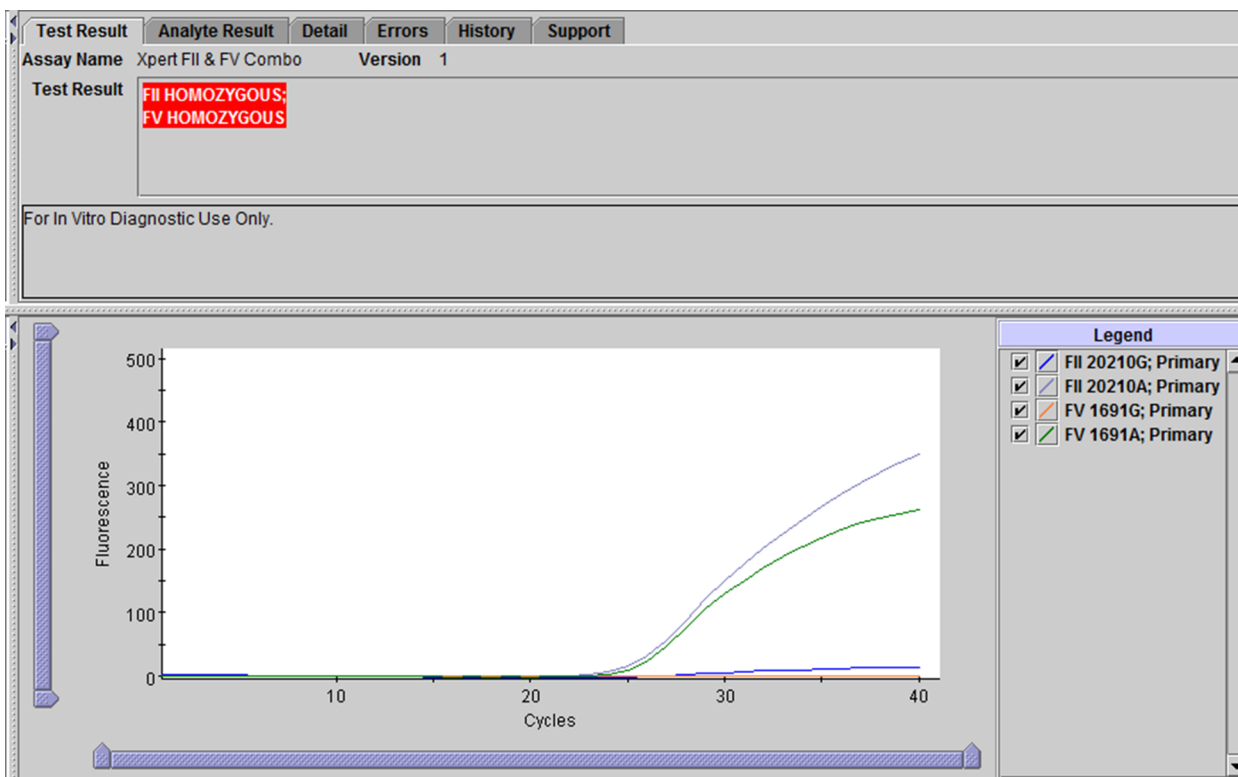 Test Result Analyte Result Detail Errors History Support
Assay Name Xpert FII & FV Combo Version 1
Test Result FII HOMOZYGOUS;
FV HOMOZYGOUS
For In Vitro Diagnostic Use Only.
500
400
300
200
100
0
Fluorescence
10 20 30 40
Cycles
Legend
FII 20210G; Primary
FII 20210A; Primary
FV 1691G; Primary
FV 1691A; Primary